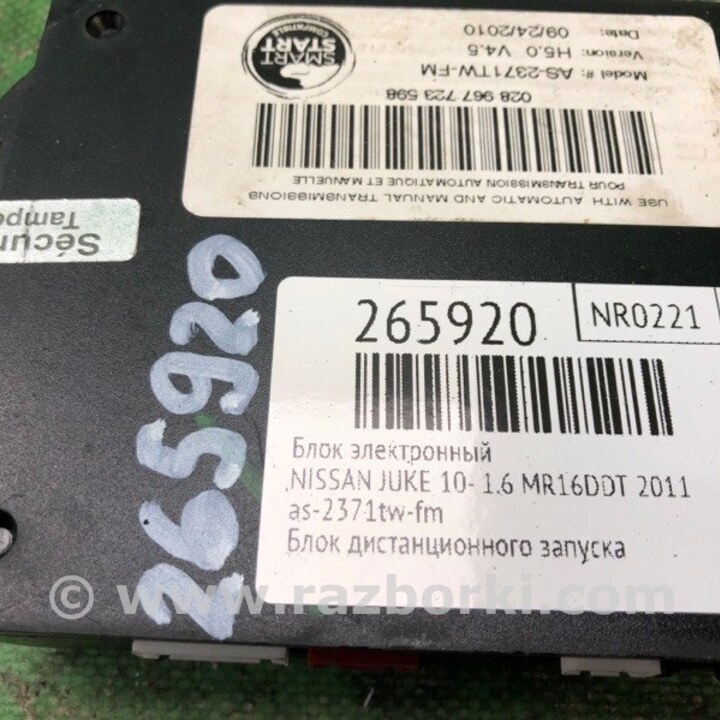 SMART
START
COMPATIBLE
Date: 09/24/2010
Version: H5.0 V4.5
Model #: AS-2371TW-FM
028 967 723 598
POUR TRANSMISSION AUTOMATIQUE ET MANUELLE
USE WITH AUTOMATIC AND MANUAL TRANSMISSIONS
Sécur
Tampe
265920
265920
NR0221
Блок электронный
NISSAN JUKE 10- 1.6 MR16DDT 2011
as-2371tw-fm
Блок дистанционного запуска
© www.razborki.com